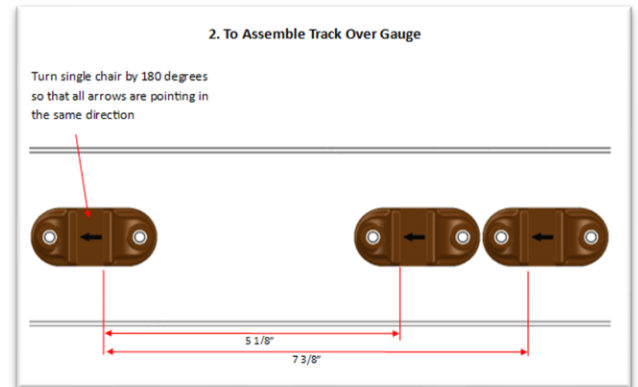 2. To Assemble Track Over Gauge
Turn single chair by 180 degrees
so that all arrows are pointing in
the same direction
5 1/8"
7 3/8"